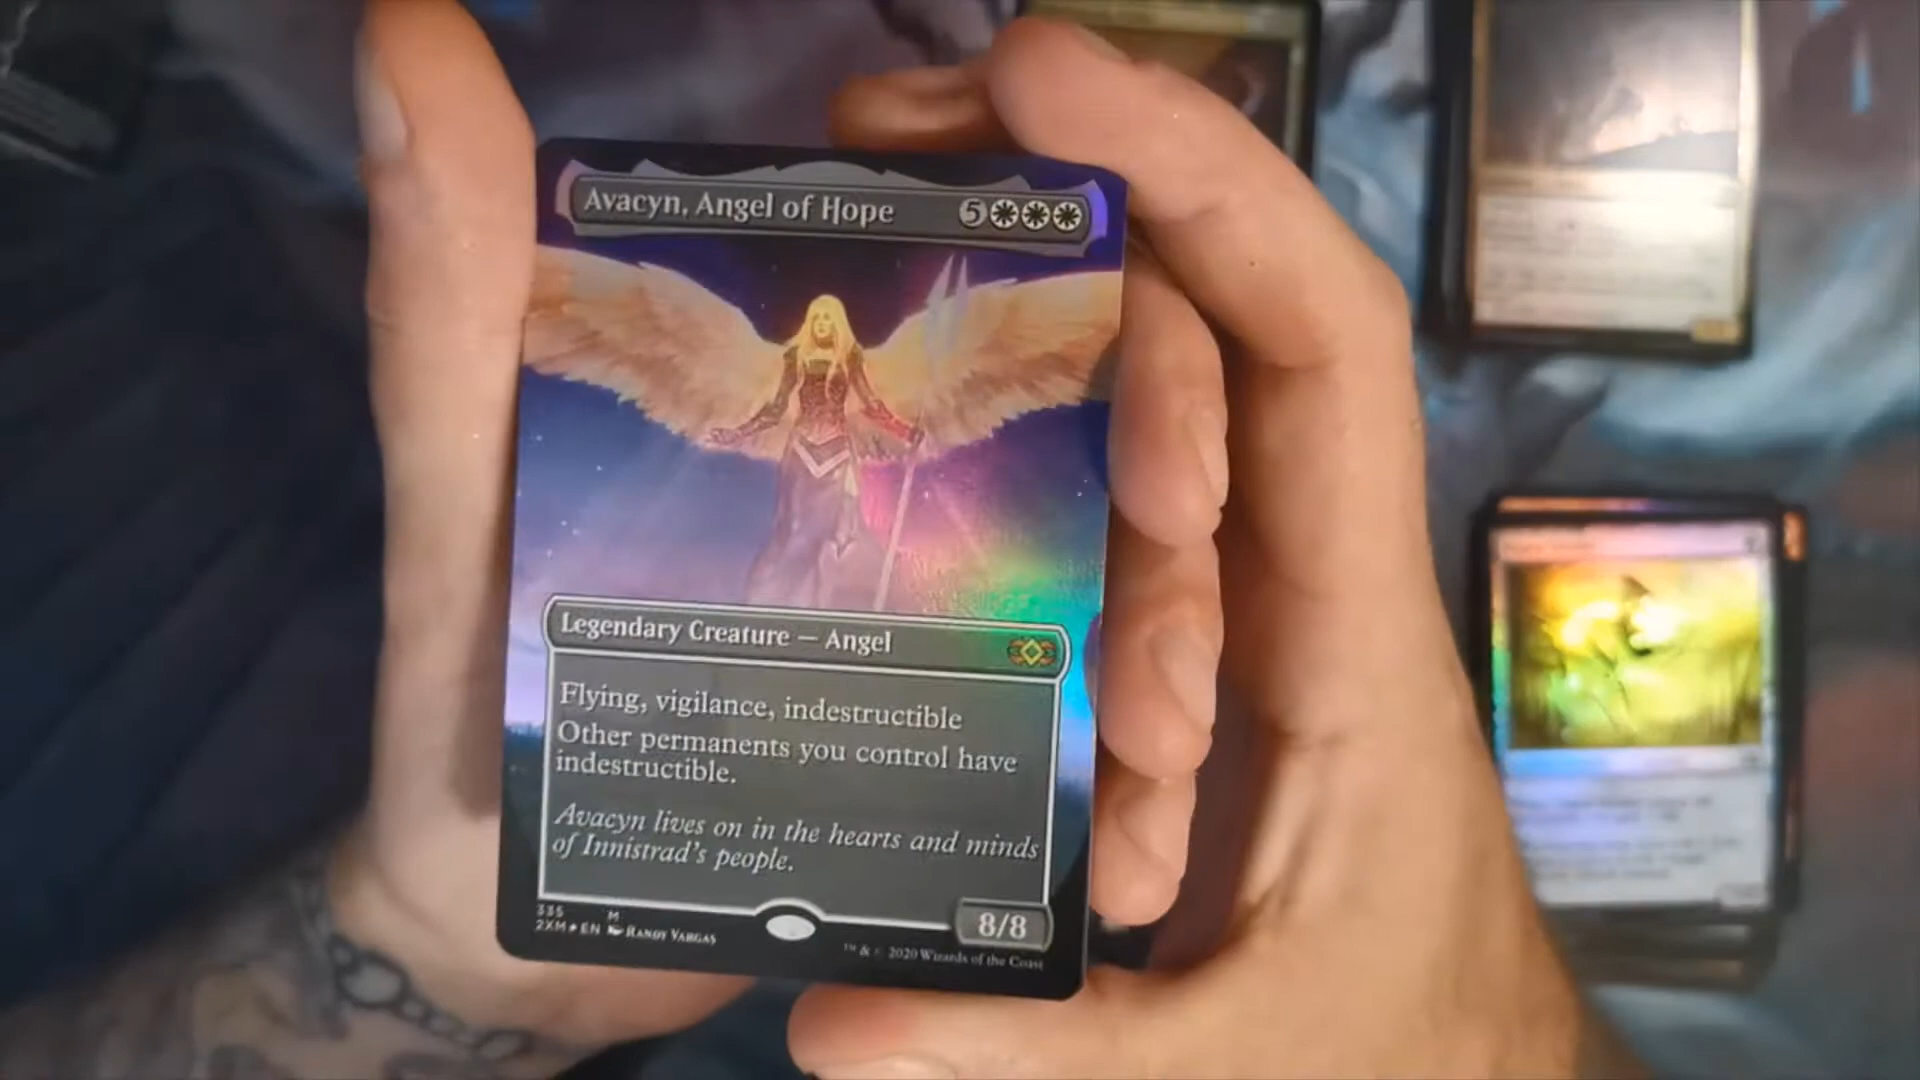 Avacyn, Angel of Hope 5
Legendary Creature — Angel
Flying, vigilance, indestructible
Other permanents you control have
indestructible.
Avacyn lives on in the hearts and minds
of Innistrad's people.
8/8
335 M
2XM ★ EN Randy Vargas
™ & © 2020 Wizards of the Coast